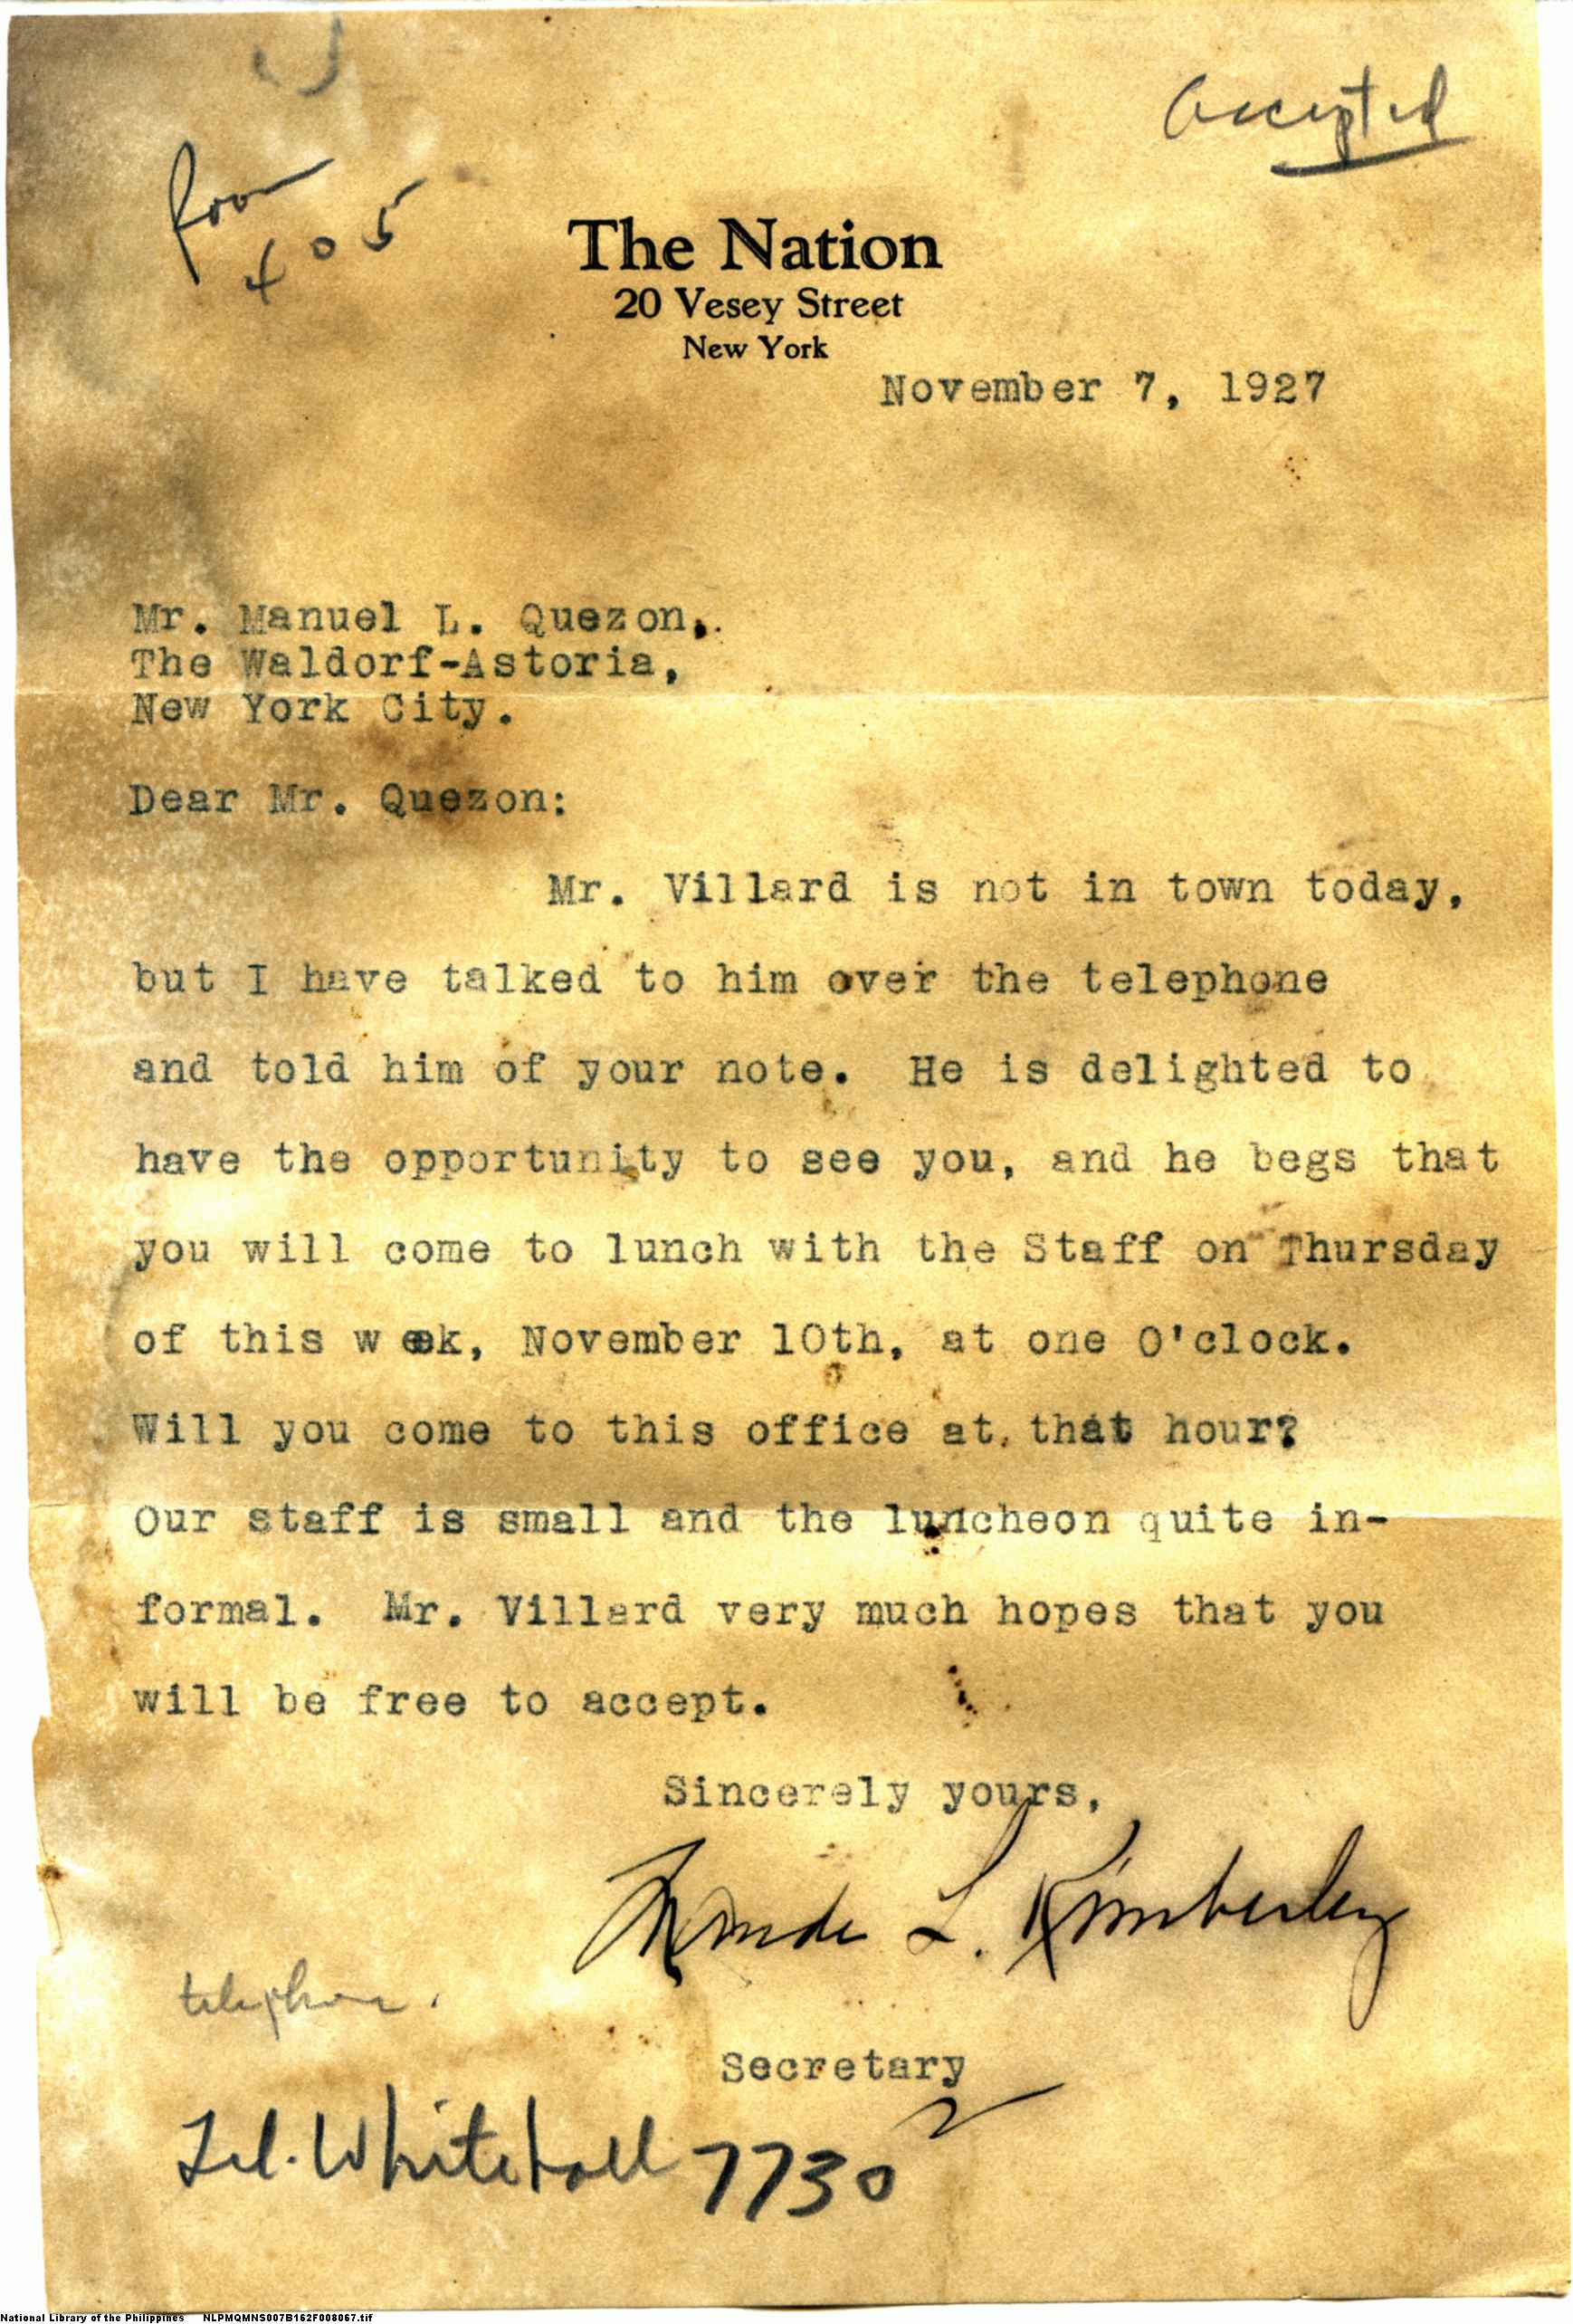 accepted
Room
405
The Nation
20 Vesey Street
New York
November 7, 1927
Mr. Manuel L. Quezon,
The Waldorf-Astoria,
New York City.
Dear Mr. Quezon:
Mr. Villard is not in town today,
but I have talked to him over the telephone
and told him of your note. He is delighted to
have the opportunity to see you, and he begs that
you will come to lunch with the Staff on Thursday
of this week, November 10th, at one O'clock.
Will you come to this office at that hour?
Our staff is small and the luncheon quite in-
formal. Mr. Villard very much hopes that you
will be free to accept.
Sincerely yours,
L. Kimberley
telephone.
Secretary
Tel. Whitehall 7730
National Library of the Philippines NLPMQMNS007B162F008067.tif